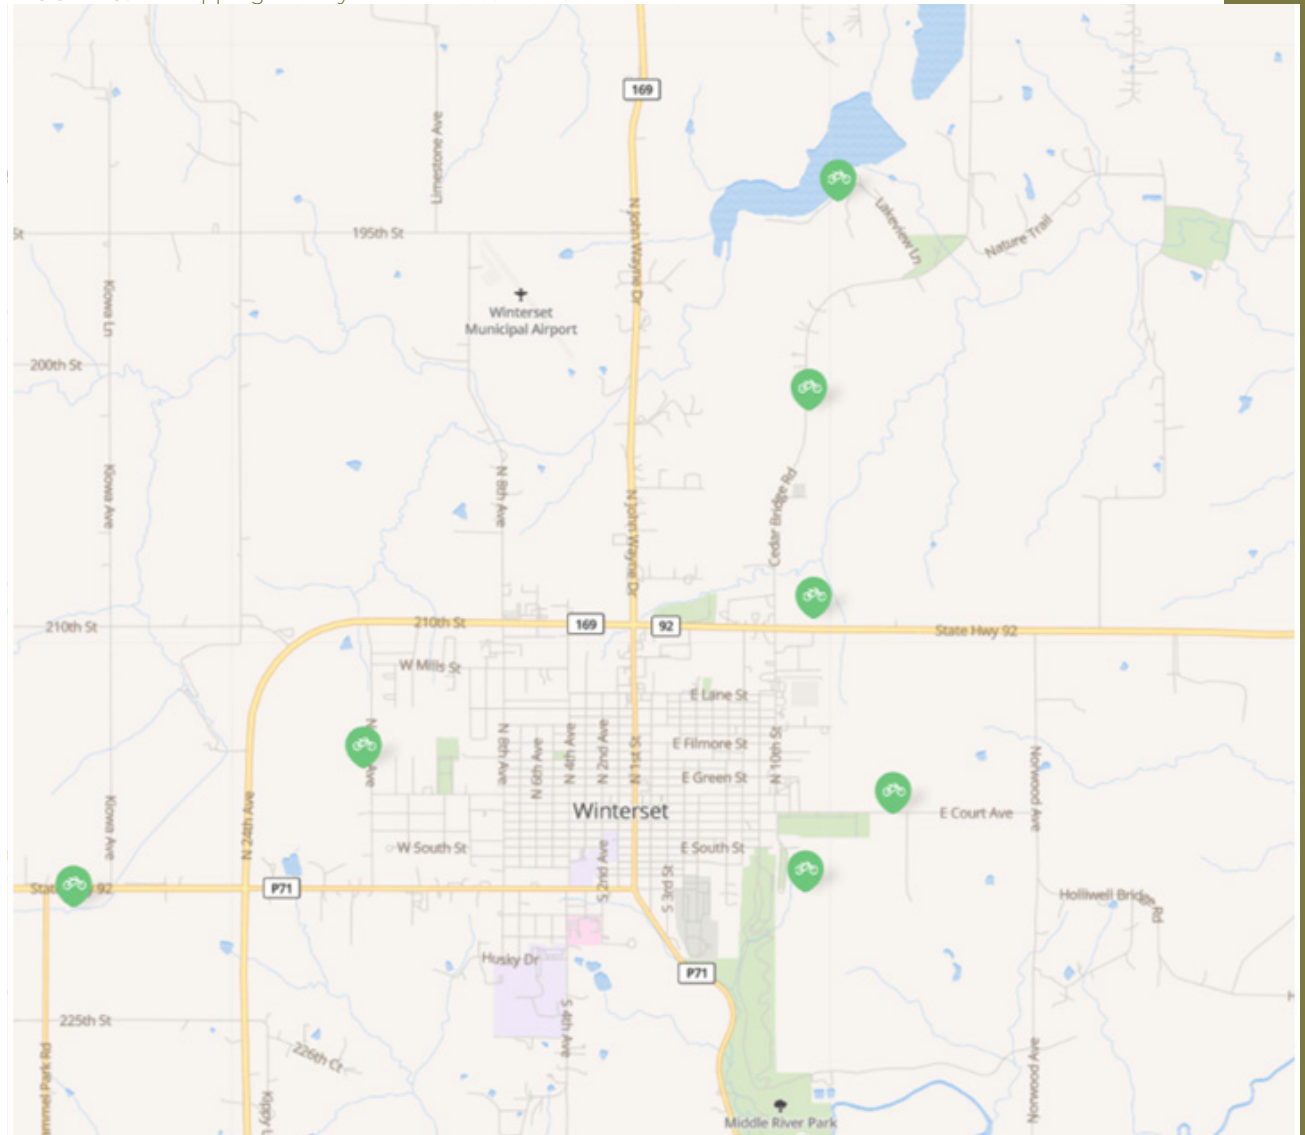 169
Limestone Ave
195th St
N John Wayne Dr
Lakeview Ln
Nature Trail
Kiowa Ln
Winterset
Municipal Airport
200th St
Kiowa Ave
N 8th Ave
N John Wayne Dr
Cedar Bridge Rd
210th St
210th St
169
92
State Hwy 92
W Mills St
E Lane St
N 8th Ave
N 6th Ave
N 4th Ave
N 2nd Ave
N 1st St
E Filmore St
N 10th St
E Green St
Norwood Ave
N 24th Ave
Kiowa Ave
Winterset
E Court Ave
W South St
E South St
S 2nd Ave
S 3rd St
92
P71
Holliwell Bridge Rd
Husky Dr
P71
S 4th Ave
225th St
226th Ct
Norwood Ave
Middle River Park